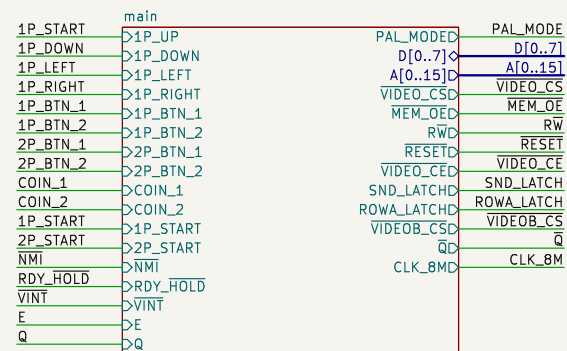 main
1P_START 1P_UP PAL_MODE PAL_MODE
1P_DOWN 1P_DOWN D[0..7] D[0..7]
1P_LEFT 1P_LEFT A[0..15] A[0..15]
1P_RIGHT 1P_RIGHT VIDEO_CS VIDEO_CS
1P_BTN_1 1P_BTN_1 MEM_OE MEM_OE
1P_BTN_2 1P_BTN_2 RW RW
2P_BTN_1 2P_BTN_1 RESET RESET
2P_BTN_2 2P_BTN_2 VIDEO_CE VIDEO_CE
COIN_1 COIN_1 SND_LATCH SND_LATCH
COIN_2 COIN_2 ROWA_LATCH ROWA_LATCH
1P_START 1P_START VIDEOB_CS VIDEOB_CS
2P_START 2P_START Q Q
NMI NMI CLK_8M CLK_8M
RDY_HOLD RDY_HOLD
VINT VINT
E E
Q Q